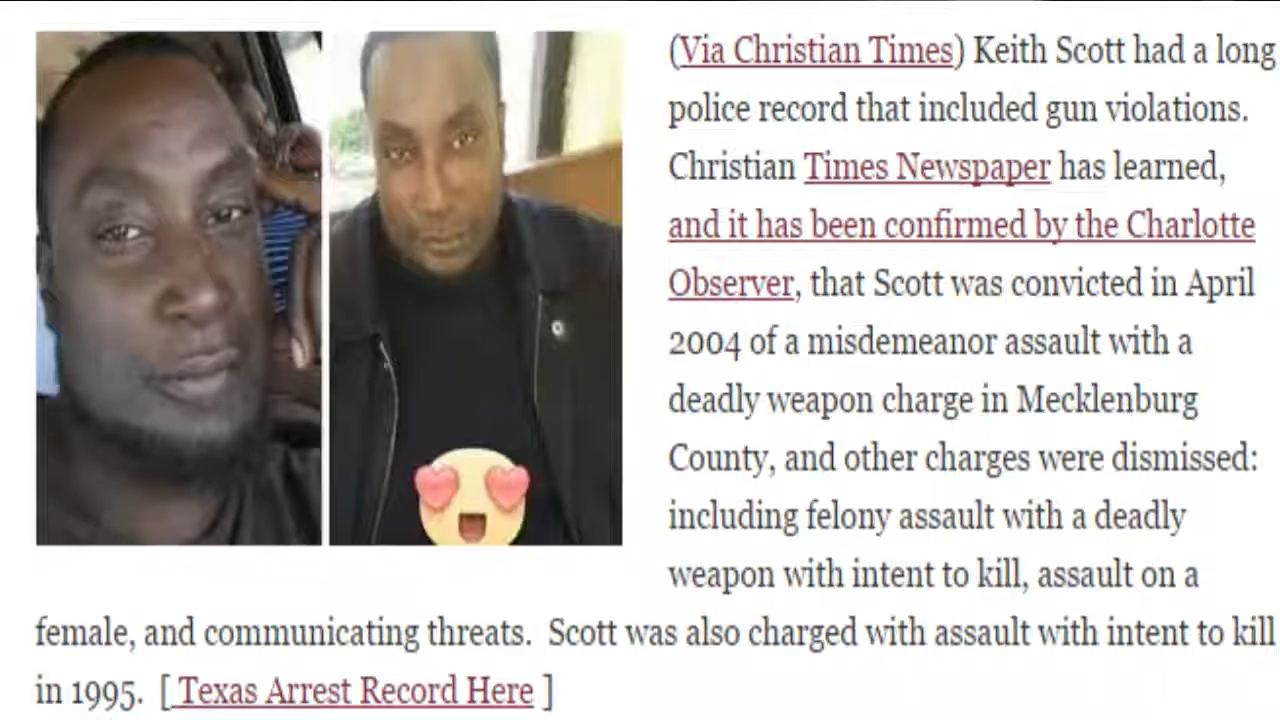 (Via Christian Times) Keith Scott had a long
police record that included gun violations.
Christian Times Newspaper has learned,
and it has been confirmed by the Charlotte
Observer, that Scott was convicted in April
2004 of a misdemeanor assault with a
deadly weapon charge in Mecklenburg
County, and other charges were dismissed:
including felony assault with a deadly
weapon with intent to kill, assault on a
female, and communicating threats.  Scott was also charged with assault with intent to kill
in 1995.  [ Texas Arrest Record Here ]